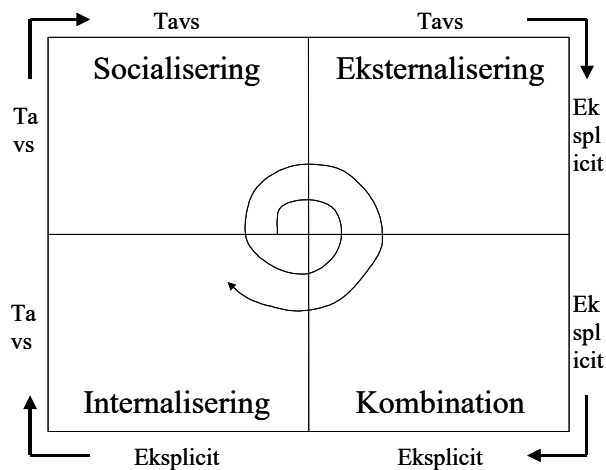 Tavs
Tavs
Socialisering
Eksternalisering
Ta
vs
Ek
spl
icit
Ta
vs
Ek
spl
icit
Internalisering
Kombination
Eksplicit
Eksplicit